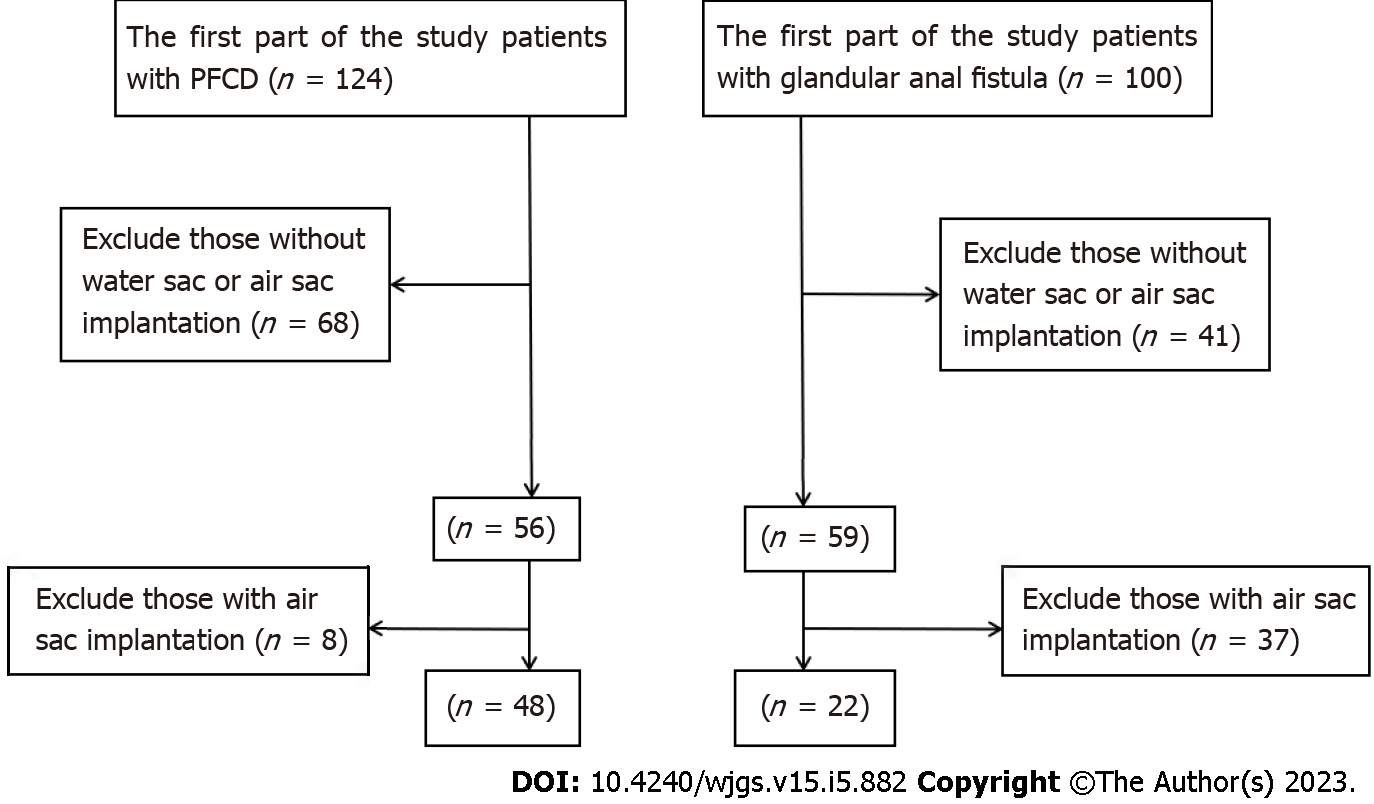 The first part of the study patients
with PFCD (n = 124)
The first part of the study patients
with glandular anal fistula (n = 100)
Exclude those without
water sac or air sac
implantation (n = 68)
Exclude those without
water sac or air sac
implantation (n = 41)
(n = 56)
(n = 59)
Exclude those with air
sac implantation (n = 8)
Exclude those with air sac
implantation (n = 37)
(n = 48)
(n = 22)
DOI: 10.4240/wjgs.v15.i5.882 Copyright ©The Author(s) 2023.